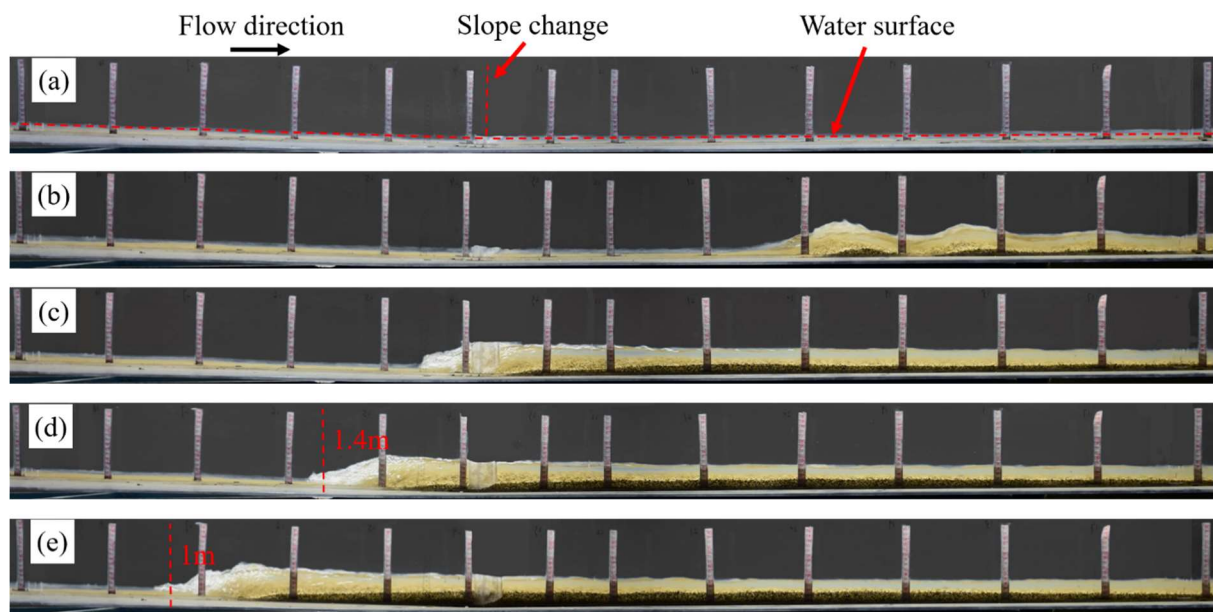 Flow direction
Slope change
Water surface
(a)
(b)
(c)
(d)
1.4m
(e)
1m